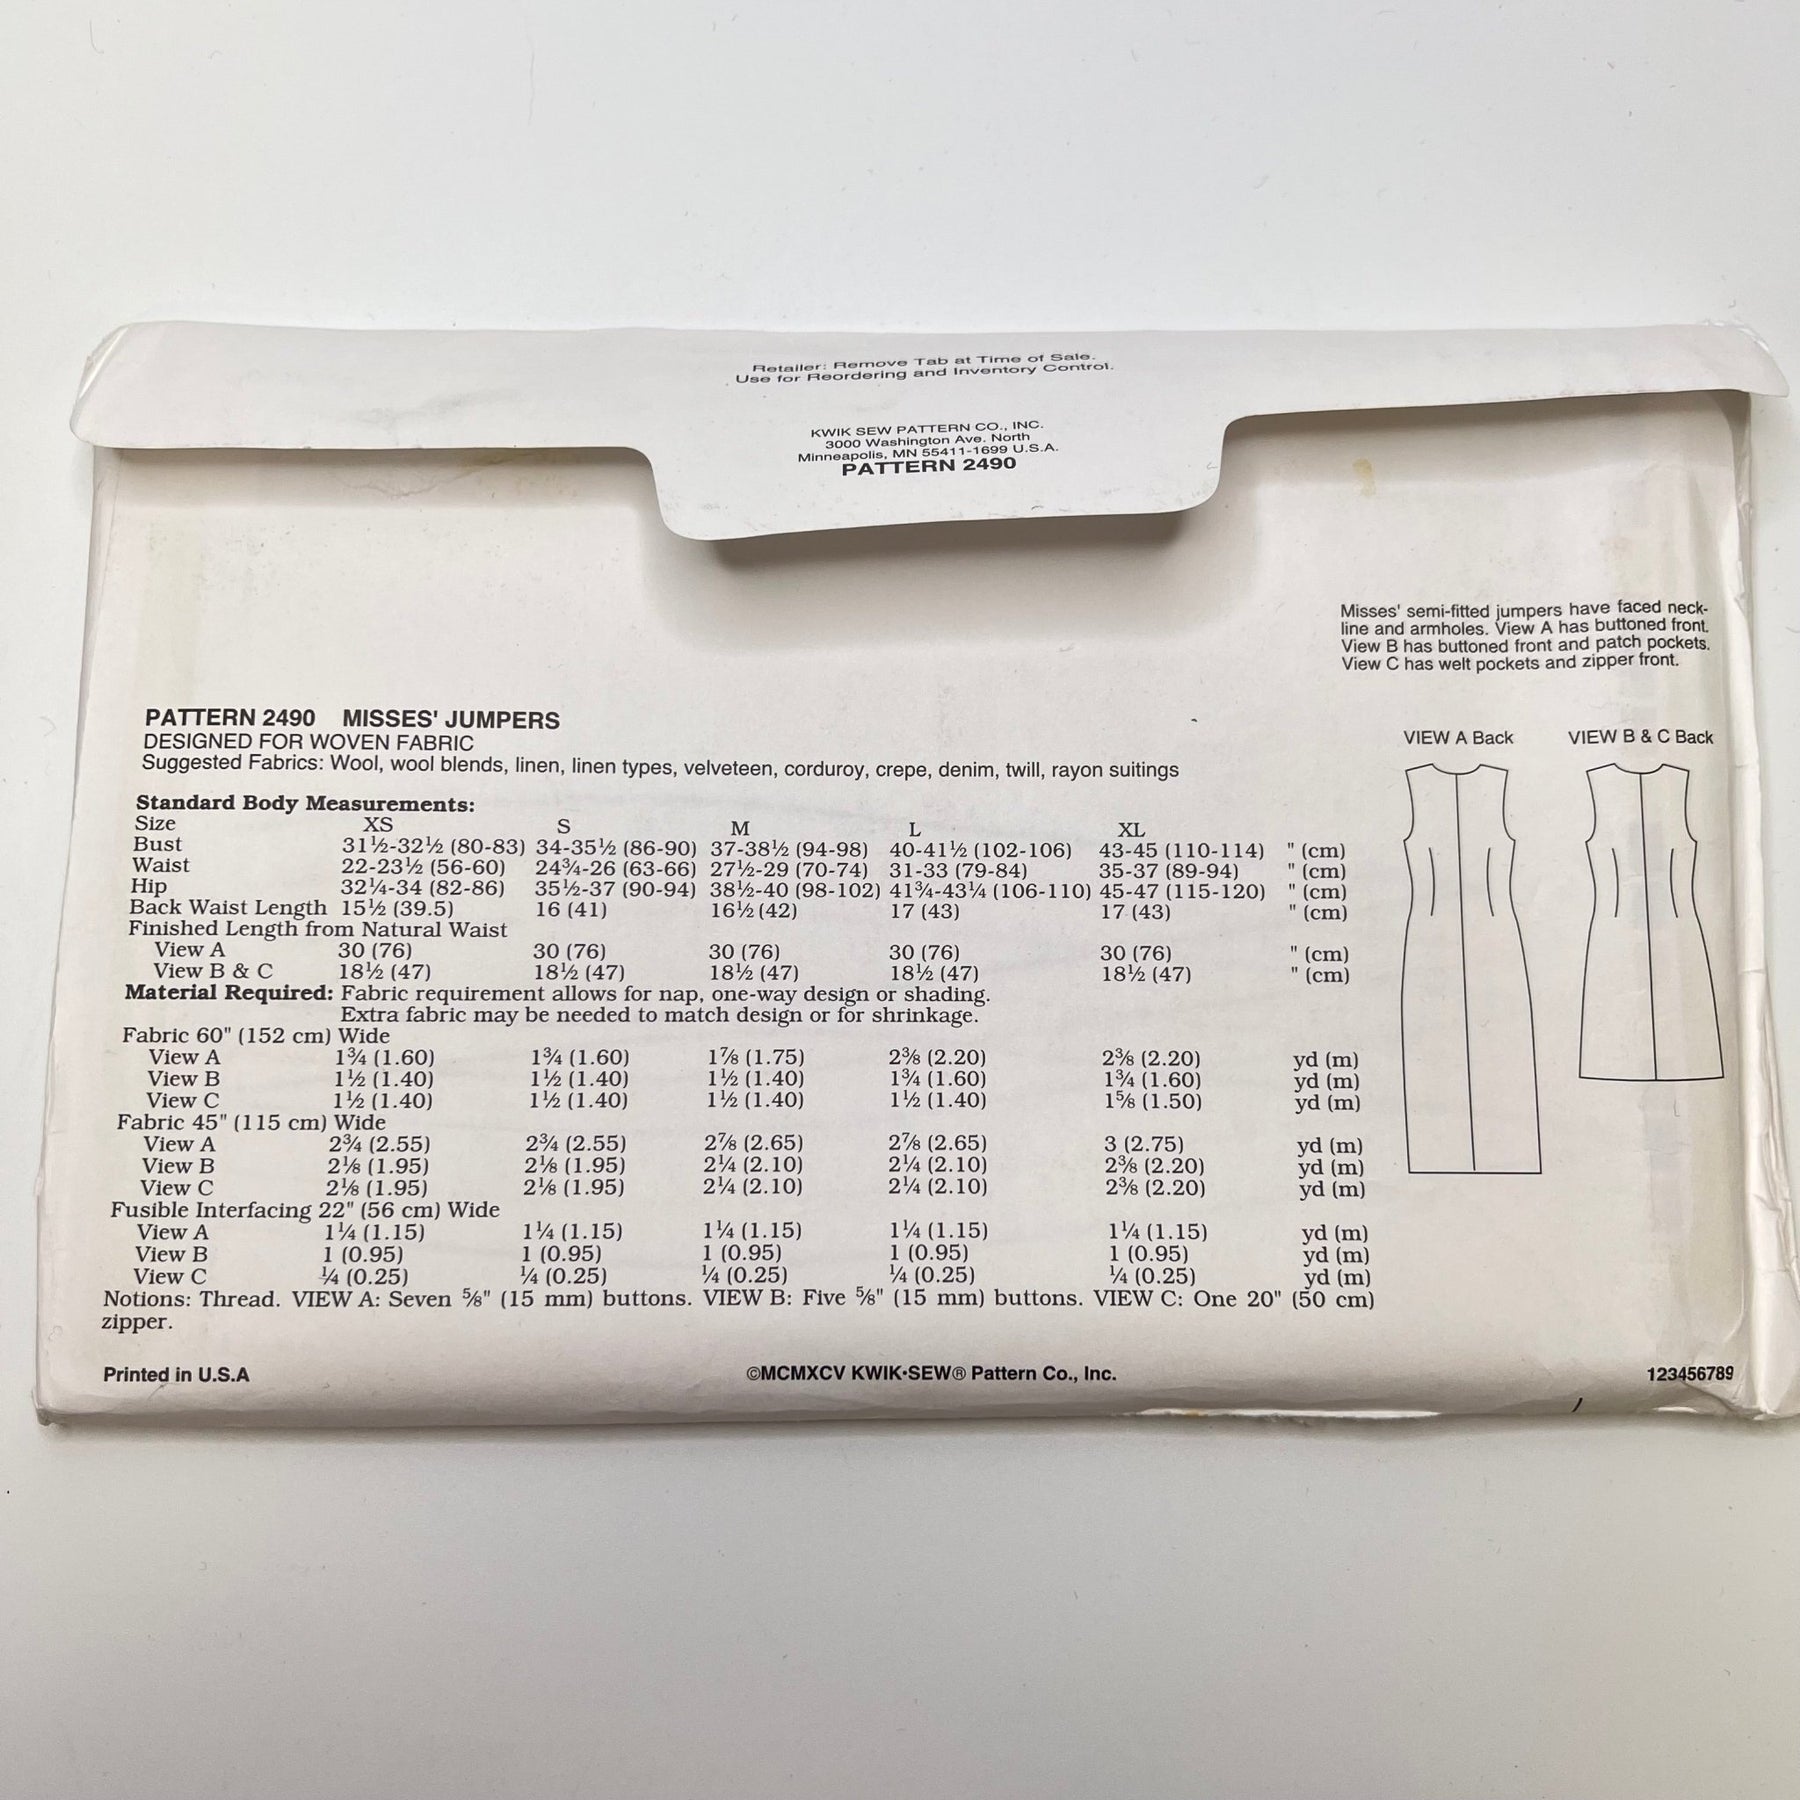 Retailer: Remove Tab at Time of Sale.
Use for Reordering and Inventory Control.
KWIK SEW PATTERN CO., INC.
3000 Washington Ave. North
Minneapolis, MN 55411-1699 U.S.A.
PATTERN 2490
Misses' semi-fitted jumpers have faced neck-
line and armholes. View A has buttoned front.
View B has buttoned front and patch pockets.
View C has welt pockets and zipper front.
PATTERN 2490 MISSES' JUMPERS
DESIGNED FOR WOVEN FABRIC
Suggested Fabrics: Wool, wool blends, linen, linen types, velveteen, corduroy, crepe, denim, twill, rayon suitings
VIEW A Back VIEW B & C Back
Standard Body Measurements:
Size XS S M L XL
Bust 31½-32½ (80-83) 34-35½ (86-90) 37-38½ (94-98) 40-41½ (102-106) 43-45 (110-114) " (cm)
Waist 22-23½ (56-60) 24¾-26 (63-66) 27½-29 (70-74) 31-33 (79-84) 35-37 (89-94) " (cm)
Hip 32¼-34 (82-86) 35½-37 (90-94) 38½-40 (98-102) 41¾-43¼ (106-110) 45-47 (115-120) " (cm)
Back Waist Length 15½ (39.5) 16 (41) 16½ (42) 17 (43) 17 (43) " (cm)
Finished Length from Natural Waist
View A 30 (76) 30 (76) 30 (76) 30 (76) 30 (76) " (cm)
View B & C 18½ (47) 18½ (47) 18½ (47) 18½ (47) 18½ (47) " (cm)
Material Required: Fabric requirement allows for nap, one-way design or shading.
Extra fabric may be needed to match design or for shrinkage.
Fabric 60" (152 cm) Wide
View A 1¾ (1.60) 1¾ (1.60) 1⅞ (1.75) 2⅜ (2.20) 2⅜ (2.20) yd (m)
View B 1½ (1.40) 1½ (1.40) 1½ (1.40) 1¾ (1.60) 1¾ (1.60) yd (m)
View C 1½ (1.40) 1½ (1.40) 1½ (1.40) 1½ (1.40) 1⅝ (1.50) yd (m)
Fabric 45" (115 cm) Wide
View A 2¾ (2.55) 2¾ (2.55) 2⅞ (2.65) 2⅞ (2.65) 3 (2.75) yd (m)
View B 2⅛ (1.95) 2⅛ (1.95) 2¼ (2.10) 2¼ (2.10) 2⅜ (2.20) yd (m)
View C 2⅛ (1.95) 2⅛ (1.95) 2¼ (2.10) 2¼ (2.10) 2⅜ (2.20) yd (m)
Fusible Interfacing 22" (56 cm) Wide
View A 1¼ (1.15) 1¼ (1.15) 1¼ (1.15) 1¼ (1.15) 1¼ (1.15) yd (m)
View B 1 (0.95) 1 (0.95) 1 (0.95) 1 (0.95) 1 (0.95) yd (m)
View C ¼ (0.25) ¼ (0.25) ¼ (0.25) ¼ (0.25) ¼ (0.25) yd (m)
Notions: Thread. VIEW A: Seven ⅝" (15 mm) buttons. VIEW B: Five ⅝" (15 mm) buttons. VIEW C: One 20" (50 cm)
zipper.
Printed in U.S.A ©MCMXCV KWIK•SEW® Pattern Co., Inc. 123456789